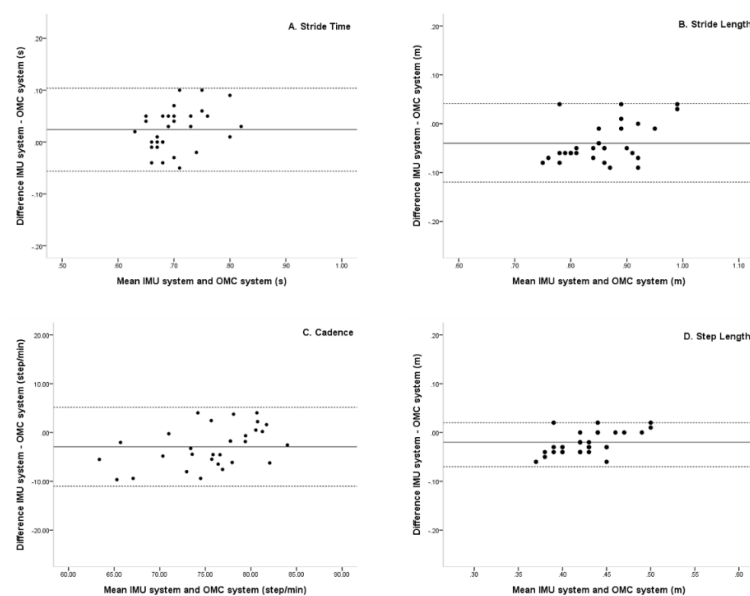 A. Stride Time
.20
.10
.00
-.10
-.20
Difference IMU system - OMC system (s)
.50 .60 .70 .80 .90 1.00
Mean IMU system and OMC system (s)
B. Stride Length
.20
.10
.00
-.10
-.20
Difference IMU system - OMC system (m)
.60 .70 .80 .90 1.00 1.10
Mean IMU system and OMC system (m)
C. Cadence
20.00
10.00
.00
-10.00
-20.00
Difference IMU system - OMC system (step/min)
60.00 65.00 70.00 75.00 80.00 85.00 90.00
Mean IMU system and OMC system (step/min)
D. Step Length
.20
.10
.00
-.10
-.20
Difference IMU system - OMC system (m)
.30 .35 .40 .45 .50 .55 .60
Mean IMU system and OMC system (m)